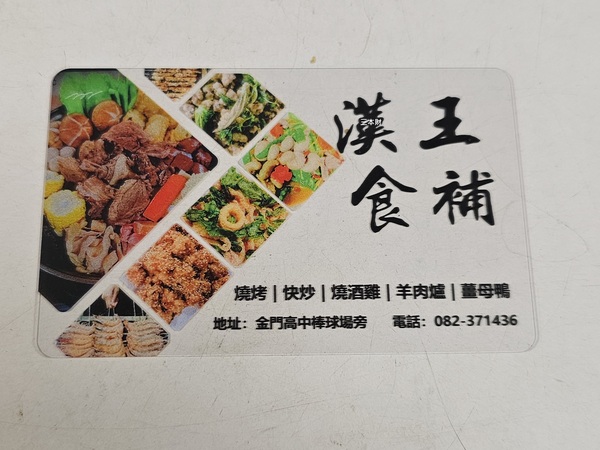 漢王
食補
燒烤 | 快炒 | 燒酒雞 | 羊肉爐 | 薑母鴨
地址：金門高中棒球場旁 電話：082-371436